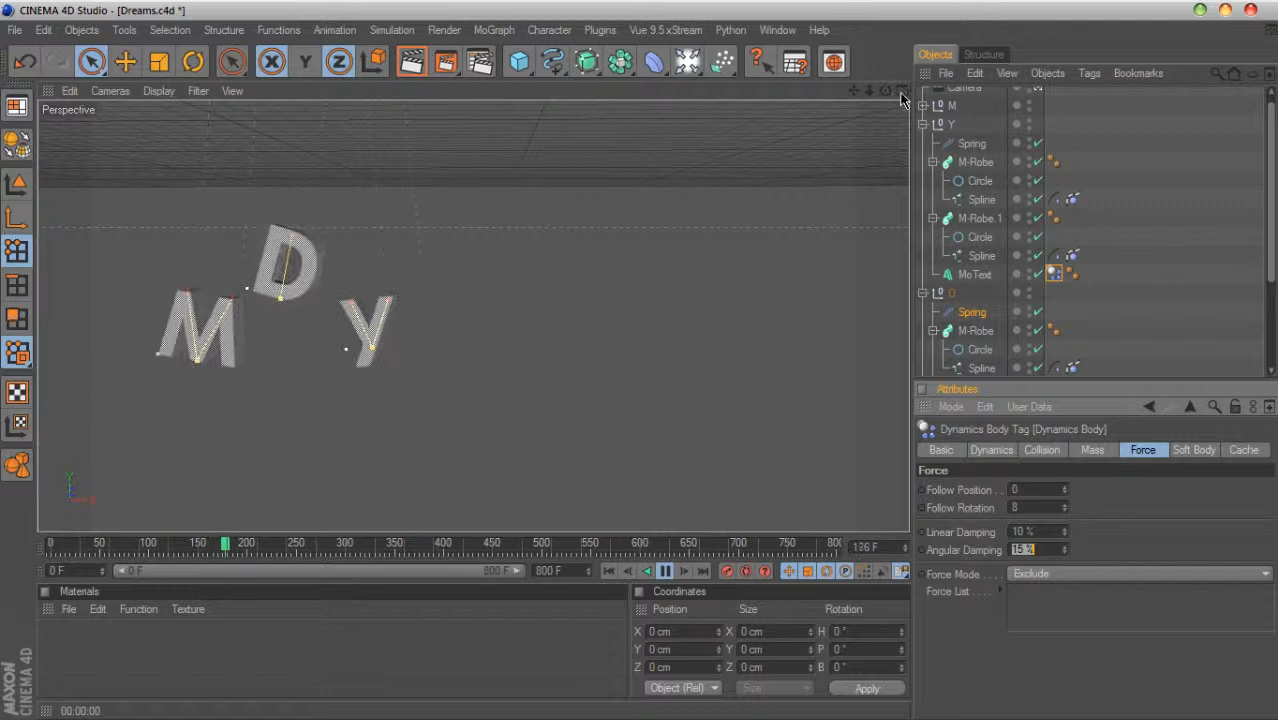 CINEMA 4D Studio - [Dreams.c4d *]
File Edit Objects Tools Selection Structure Functions Animation Simulation Render MoGraph Character Plugins Vue 9.5 xStream Python Window Help
Objects Structure
File Edit View Objects Tags Bookmarks
Edit Cameras Display Filter View
Perspective
Camera
M
Y
Spring
M-Robe
Circle
Spline
M-Robe.1
Circle
Spline
MoText
D
Spring
M-Robe
Circle
Spline
D
M Y
Y
X
Attributes
Mode Edit User Data
Dynamics Body Tag [Dynamics Body]
Basic Dynamics Collision Mass Force Soft Body Cache
Force
Follow Position . . 0
Follow Rotation 8
Linear Damping 10 %
Angular Damping 15 %
Force Mode . . . . Exclude
Force List . . . .
0 50 100 150 200 250 300 350 400 450 500 550 600 650 700 750 80
0 F 0 F 800 F 800 F
Materials
File Edit Function Texture
Coordinates
Position Size Rotation
X 0 cm X 0 cm H 0 °
Y 0 cm Y 0 cm P 0 °
Z 0 cm Z 0 cm B 0 °
Object (Rel) Size Apply
MAXON
CINEMA 4D
00:00:00